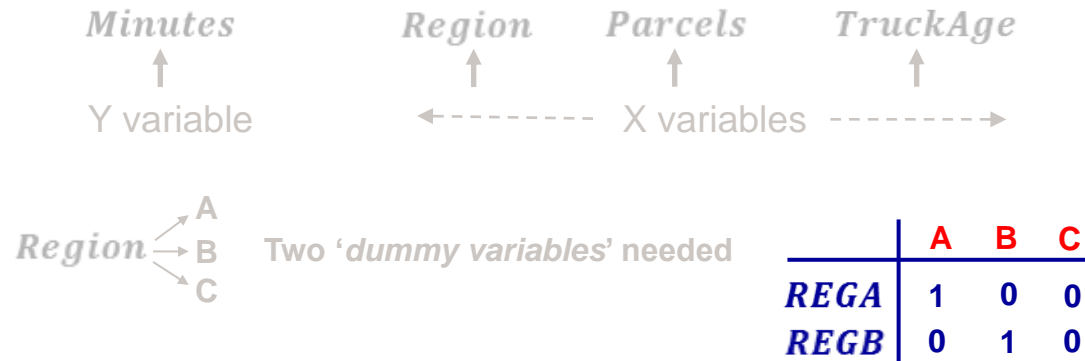 Minutes Region Parcels TruckAge
Y variable X variables
A
Region B Two ‘dummy variables’ needed
C
A B C
REGA 1 0 0
REGB 0 1 0